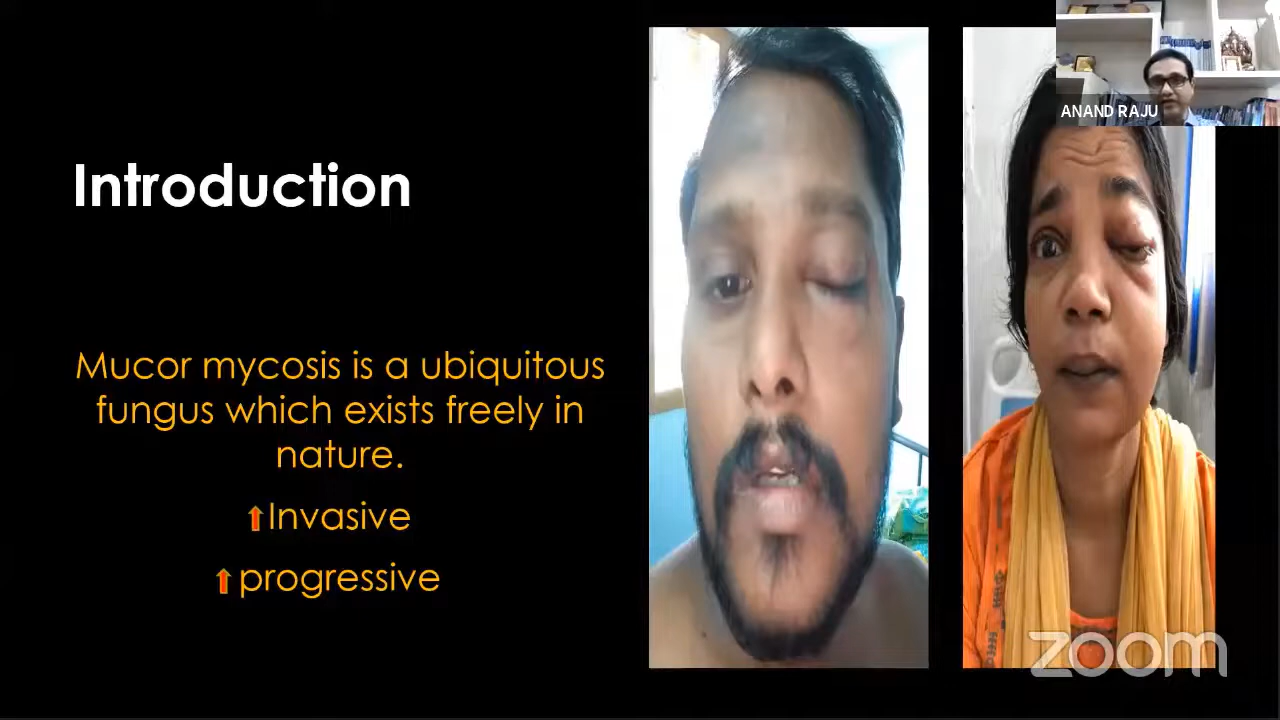 ANAND RAJU
Introduction
Mucor mycosis is a ubiquitous
fungus which exists freely in
nature.
Invasive
progressive
zoom